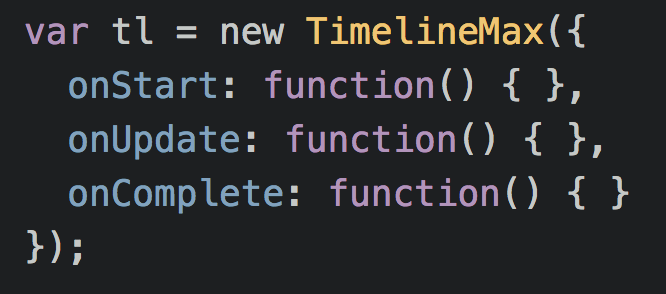 var tl = new TimelineMax({
  onStart: function() { },
  onUpdate: function() { },
  onComplete: function() { }
});